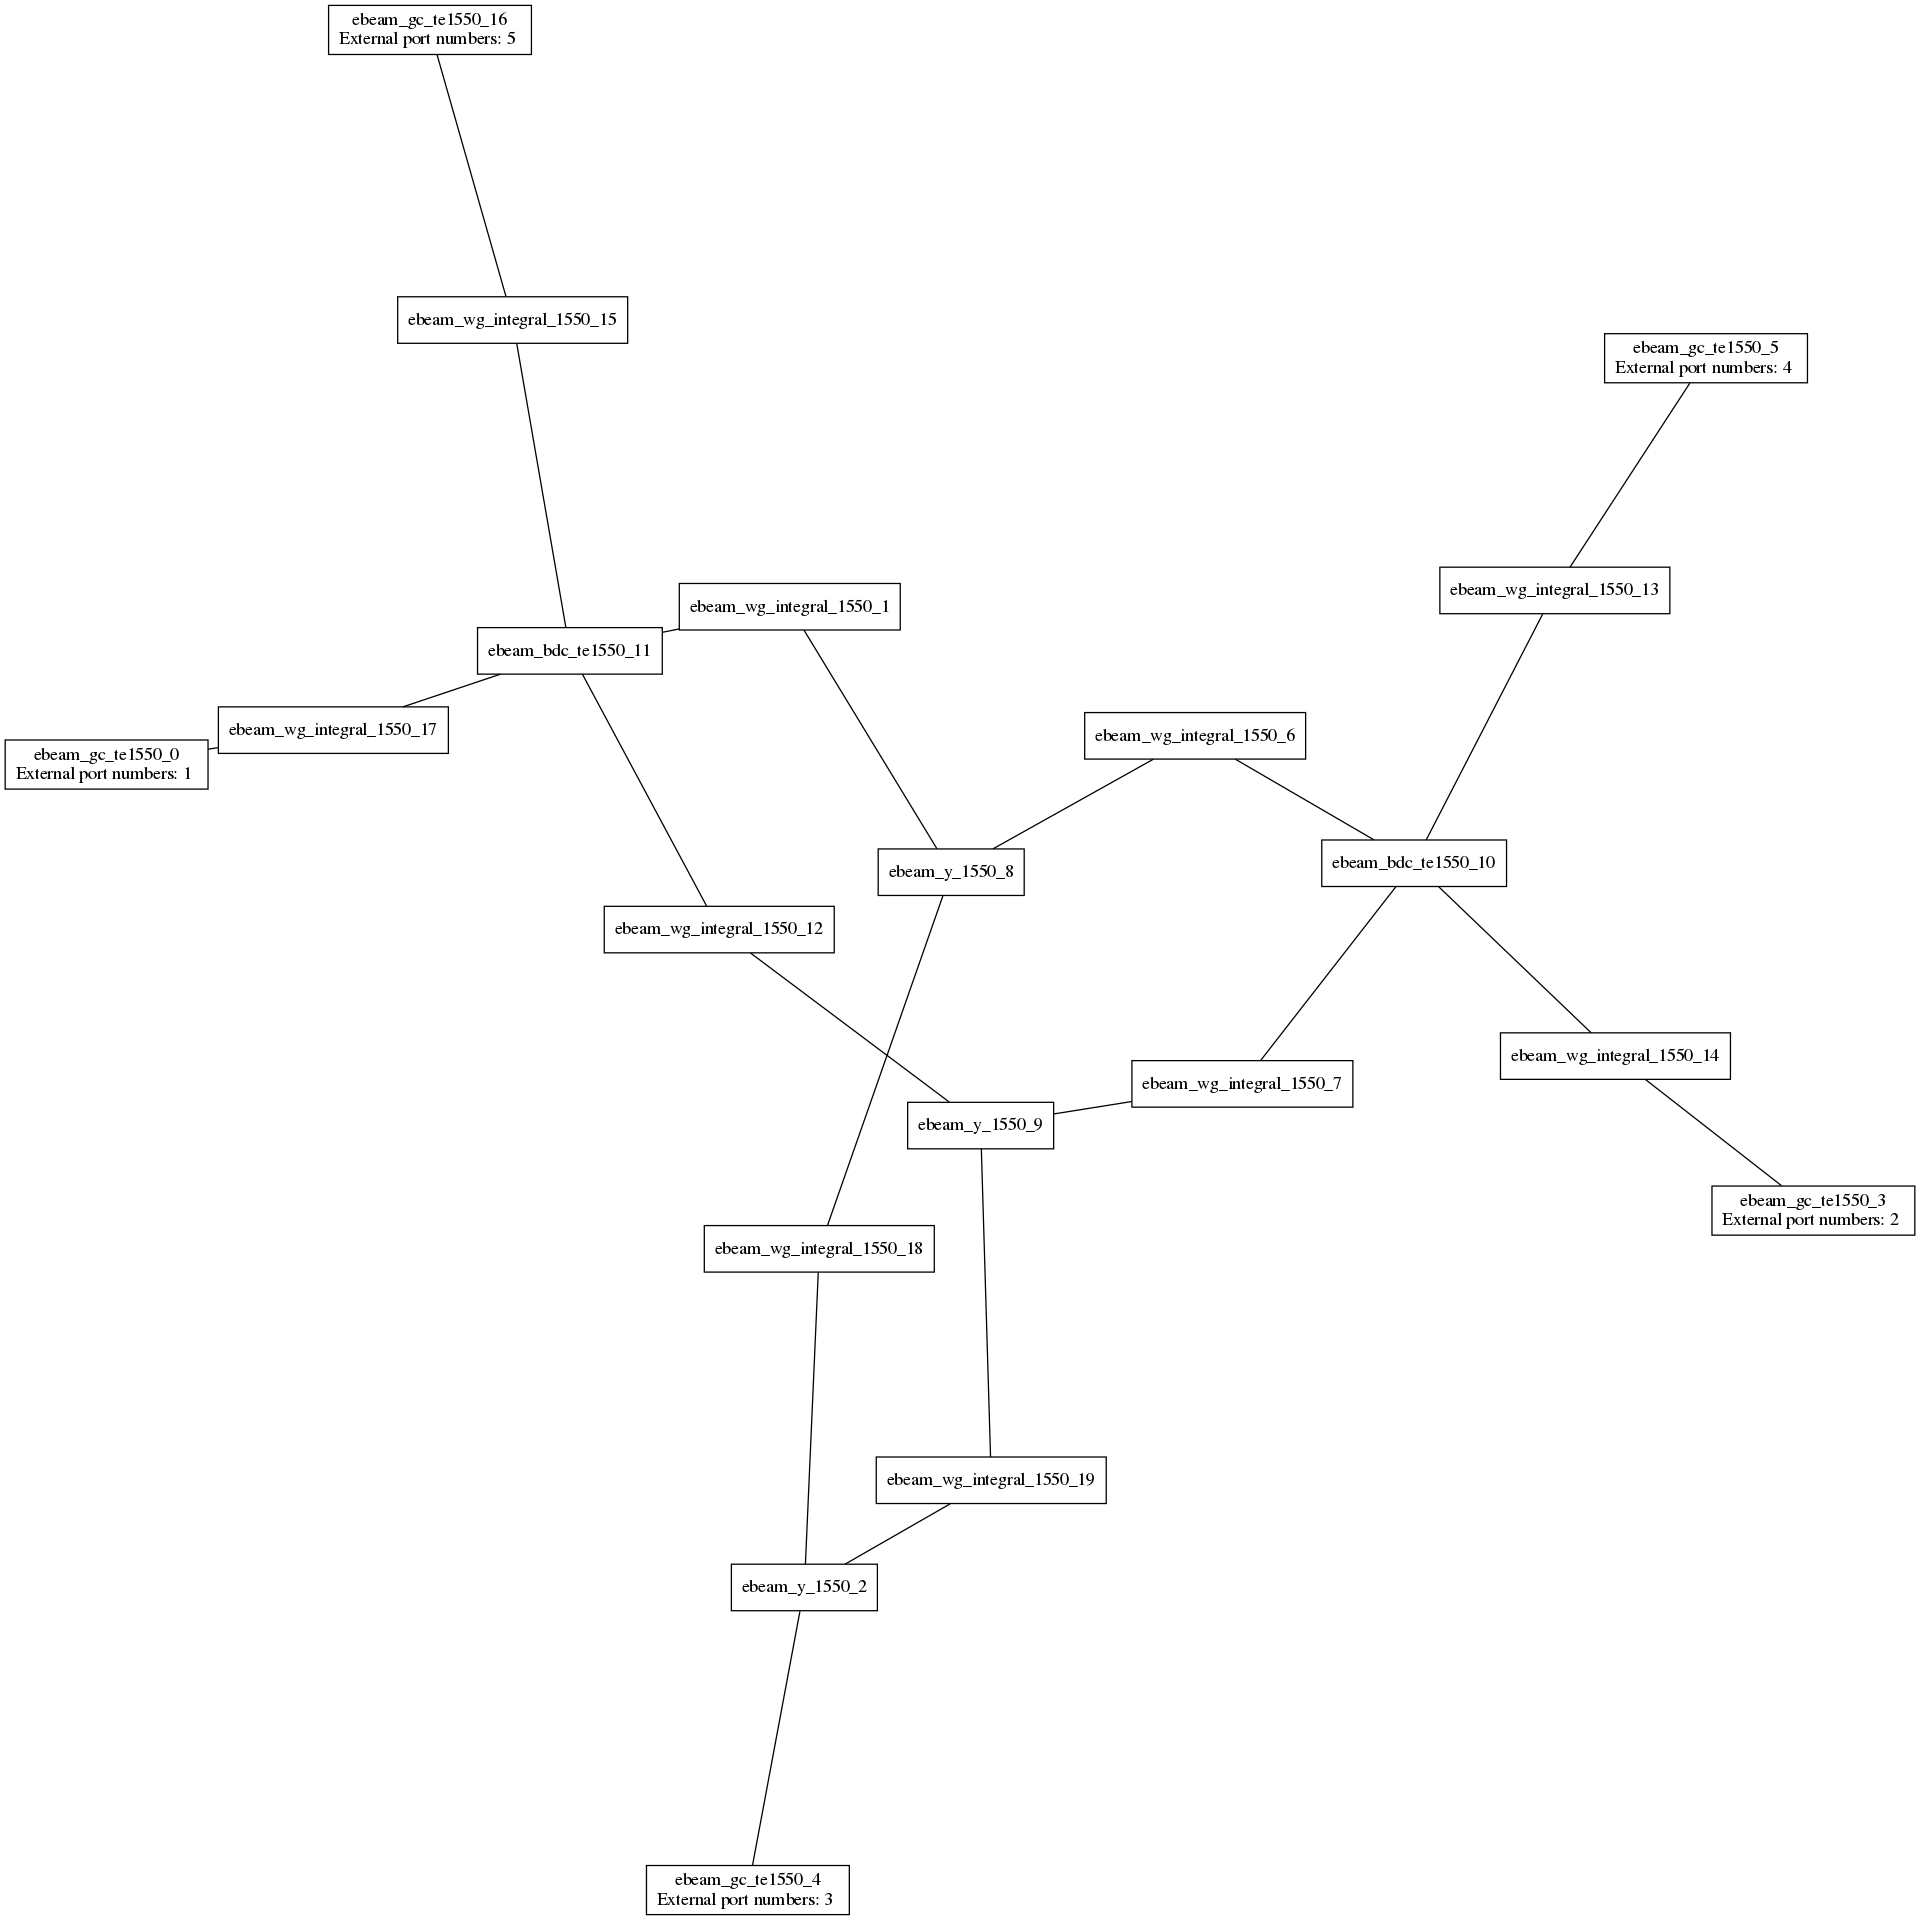 ebeam_gc_te1550_16
External port numbers: 5
ebeam_wg_integral_1550_15
ebeam_gc_te1550_5
External port numbers: 4
ebeam_wg_integral_1550_13
ebeam_wg_integral_1550_1
ebeam_bdc_te1550_11
ebeam_wg_integral_1550_17
ebeam_wg_integral_1550_6
ebeam_gc_te1550_0
External port numbers: 1
ebeam_bdc_te1550_10
ebeam_y_1550_8
ebeam_wg_integral_1550_12
ebeam_wg_integral_1550_14
ebeam_wg_integral_1550_7
ebeam_y_1550_9
ebeam_gc_te1550_3
External port numbers: 2
ebeam_wg_integral_1550_18
ebeam_wg_integral_1550_19
ebeam_y_1550_2
ebeam_gc_te1550_4
External port numbers: 3